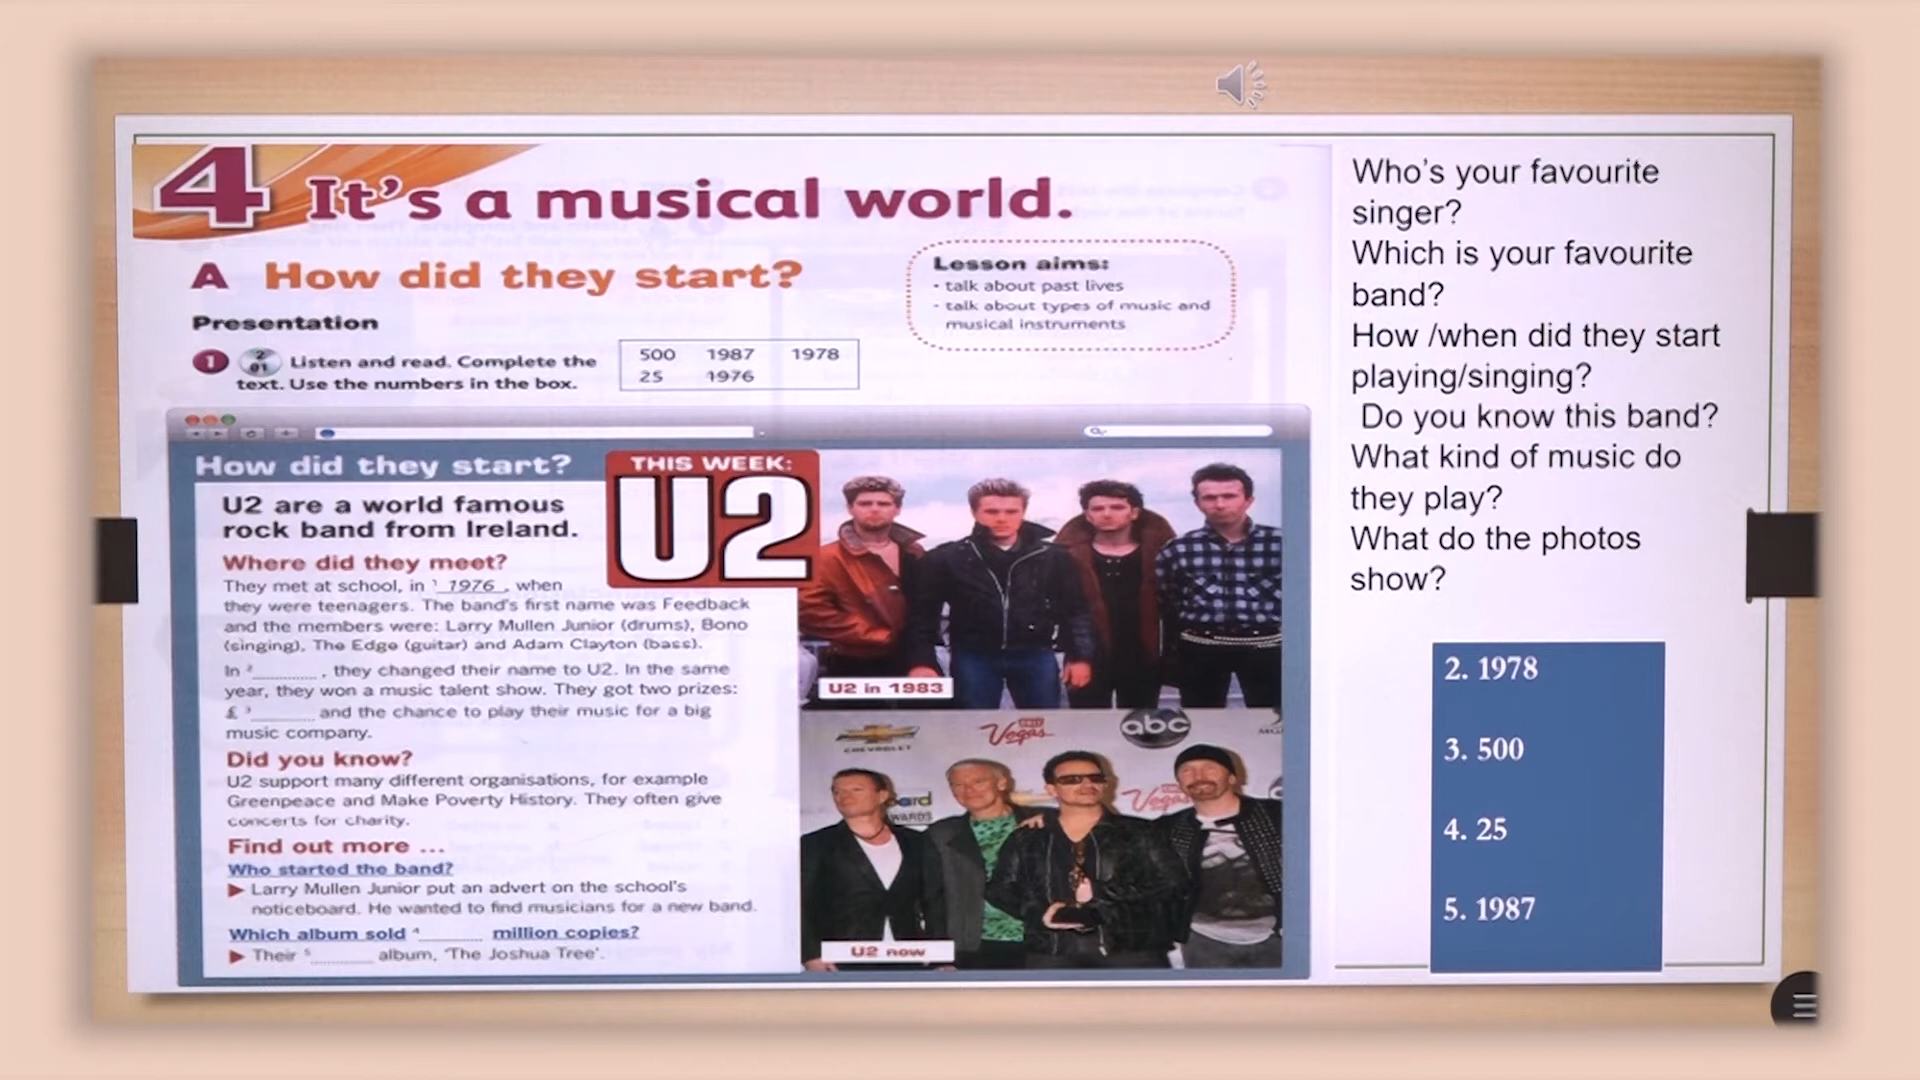 4 It's a musical world.
A How did they start?
Lesson aims:
- talk about past lives
- talk about types of music and
musical instruments
Presentation
1 2 01 Listen and read. Complete the
text. Use the numbers in the box.
500 1987 1978
25 1976
How did they start?
THIS WEEK:
U2
U2 are a world famous
rock band from Ireland.
Where did they meet?
They met at school, in 1 1976, when
they were teenagers. The band's first name was Feedback
and the members were: Larry Mullen Junior (drums), Bono
(singing), The Edge (guitar) and Adam Clayton (bass).
In 2 ............ , they changed their name to U2. In the same
year, they won a music talent show. They got two prizes:
£ 3 ............ and the chance to play their music for a big
music company.
Did you know?
U2 support many different organisations, for example
Greenpeace and Make Poverty History. They often give
concerts for charity.
Find out more ...
Who started the band?
Larry Mullen Junior put an advert on the school's
noticeboard. He wanted to find musicians for a new band.
Which album sold 4 ............ million copies?
Their 5 ............ album, 'The Joshua Tree'.
U2 in 1983
CHEVROLET
Vegas
abc
Vegas
U2 now
Who's your favourite
singer?
Which is your favourite
band?
How /when did they start
playing/singing?
Do you know this band?
What kind of music do
they play?
What do the photos
show?
2. 1978
3. 500
4. 25
5. 1987